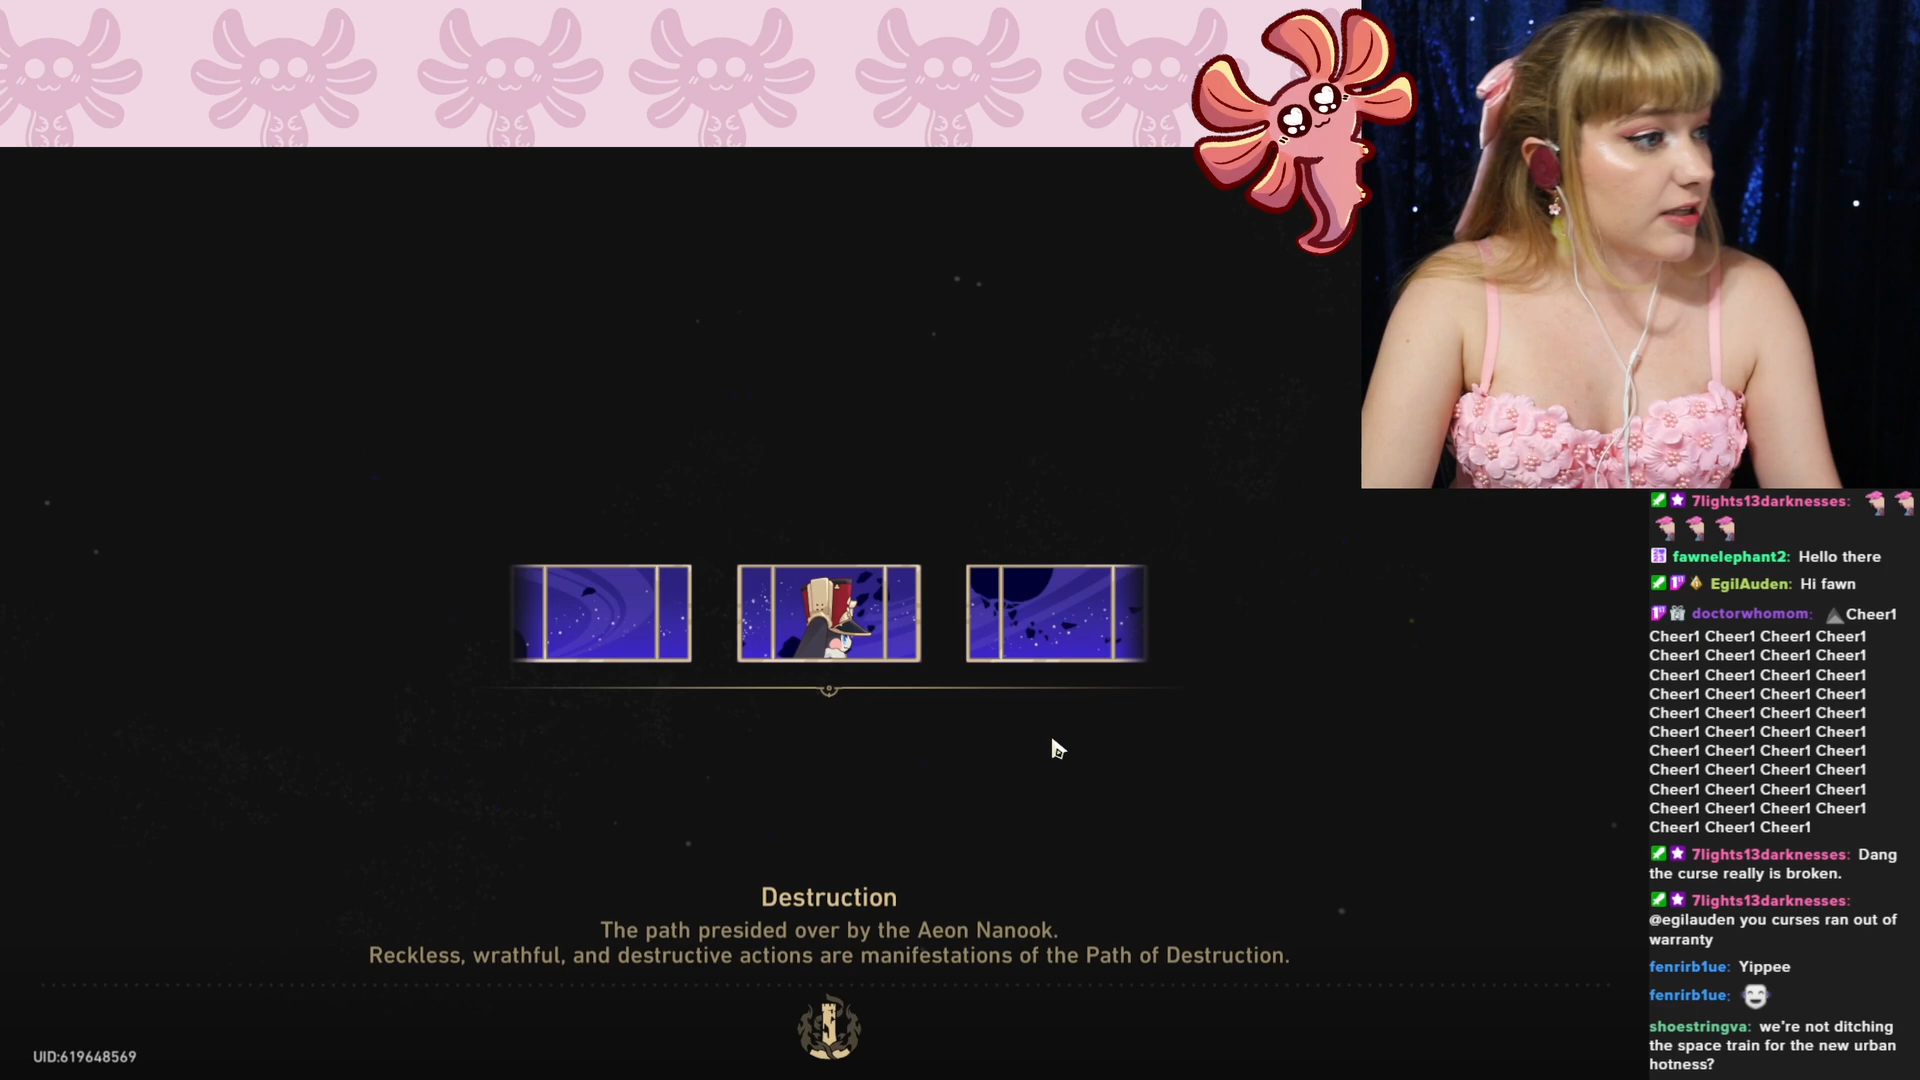 7lights13darknesses:
fawnelephant2: Hello there
EgilAuden: Hi fawn
doctorwhomom: Cheer1
Cheer1 Cheer1 Cheer1 Cheer1
Cheer1 Cheer1 Cheer1 Cheer1
Cheer1 Cheer1 Cheer1 Cheer1
Cheer1 Cheer1 Cheer1 Cheer1
Cheer1 Cheer1 Cheer1 Cheer1
Cheer1 Cheer1 Cheer1 Cheer1
Cheer1 Cheer1 Cheer1 Cheer1
Cheer1 Cheer1 Cheer1 Cheer1
Cheer1 Cheer1 Cheer1 Cheer1
Cheer1 Cheer1 Cheer1 Cheer1
Cheer1 Cheer1 Cheer1
7lights13darknesses: Dang
the curse really is broken.
7lights13darknesses:
@egilauden you curses ran out of
warranty
fenrirb1ue: Yippee
fenrirb1ue:
shoestringva: we're not ditching
the space train for the new urban
hotness?
Destruction
The path presided over by the Aeon Nanook.
Reckless, wrathful, and destructive actions are manifestations of the Path of Destruction.
UID:619648569